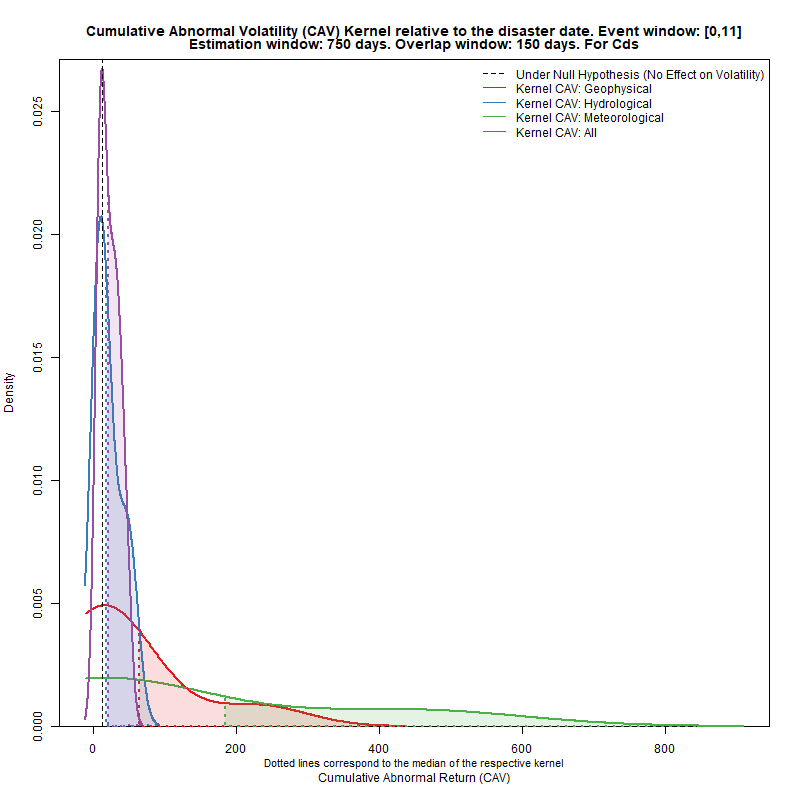 Cumulative Abnormal Volatility (CAV) Kernel relative to the disaster date. Event window: [0,11]
Estimation window: 750 days. Overlap window: 150 days. For Cds
Under Null Hypothesis (No Effect on Volatility)
Kernel CAV: Geophysical
Kernel CAV: Hydrological
Kernel CAV: Meteorological
Kernel CAV: All
Density
0.025
0.020
0.015
0.010
0.005
0.000
0 200 400 600 800
Dotted lines correspond to the median of the respective kernel
Cumulative Abnormal Return (CAV)